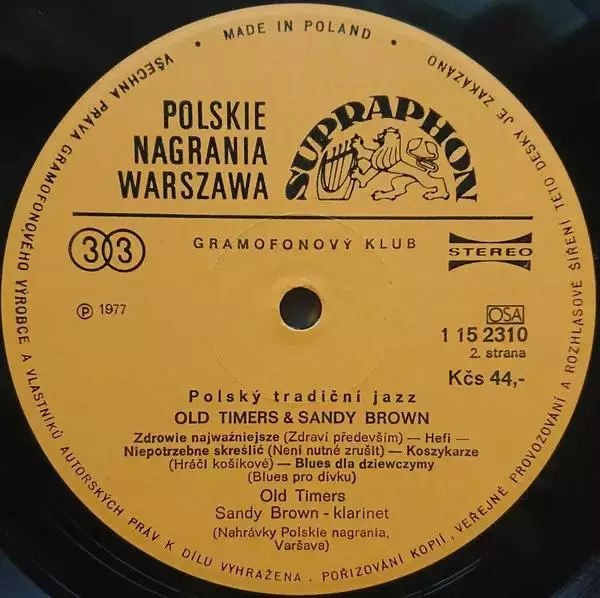 • MADE IN POLAND •
VŠECHNA PRÁVA GRAMOFONOVÉHO VÝROBCE A VLASTNÍKŮ AUTORSKÝCH PRÁV K DÍLU VYHRAŽENA. POŘIZOVÁNÍ KOPIÍ, VEŘEJNÉ PROVOZOVÁNÍ A ROZHLASOVÉ ŠÍŘENÍ TÉTO DESKY JE ZAKÁZÁNO
POLSKIE
NAGRANIA
WARSZAWA
SUPRAPHON
33
GRAMOFONOVÝ KLUB
STEREO
Ⓟ 1977
OSA
1 15 2310
2. strana
Kčs 44,-
Polský tradiční jazz
OLD TIMERS & SANDY BROWN
Zdrowie najważniejsze (Zdraví především) — Hefi —
Niepotrzebne skreślić (Není nutné zrušit) — Koszykarze
(Hráči košíkové) — Blues dla dziewczymy
(Blues pro dívku)
Old Timers
Sandy Brown - klarinet
(Nahrávky Polskie nagrania,
Varšava)